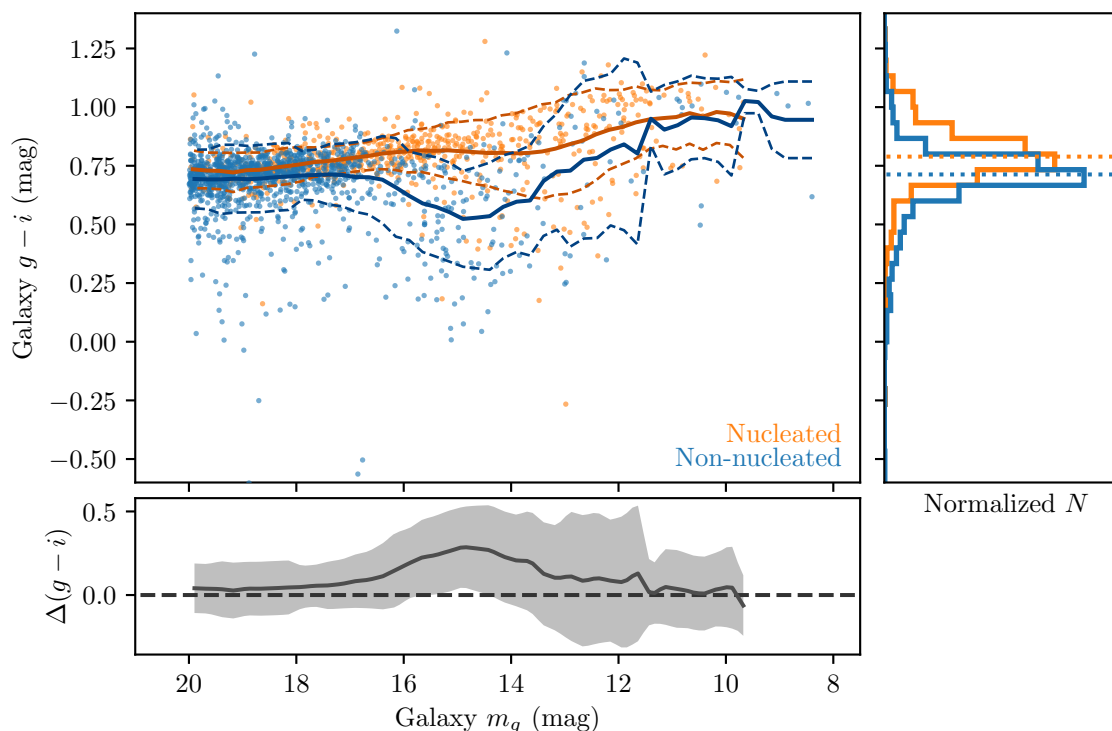 1.25
1.00
0.75
0.50
0.25
0.00
−0.25
−0.50
Galaxy g − i (mag)
Nucleated
Non-nucleated
Normalized N
0.5
0.0
Δ(g − i)
20 18 16 14 12 10 8
Galaxy m_g (mag)